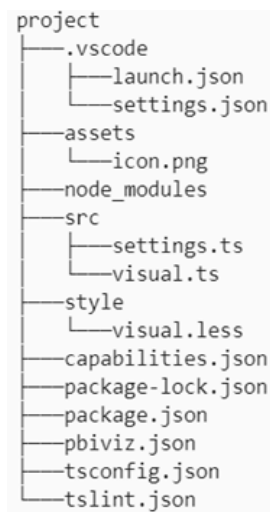 project
├───.vscode
│   ├───launch.json
│   └───settings.json
├───assets
│   └───icon.png
├───node_modules
├───src
│   ├───settings.ts
│   └───visual.ts
├───style
│   └───visual.less
├───capabilities.json
├───package-lock.json
├───package.json
├───pbiviz.json
├───tsconfig.json
└───tslint.json